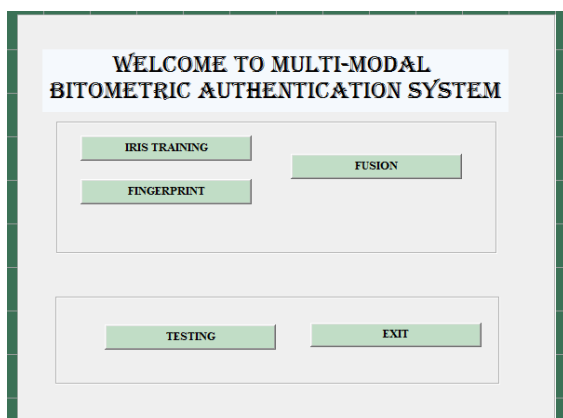 WELCOME TO MULTI-MODAL
BITOMETRIC AUTHENTICATION SYSTEM
IRIS TRAINING
FUSION
FINGERPRINT
TESTING
EXIT